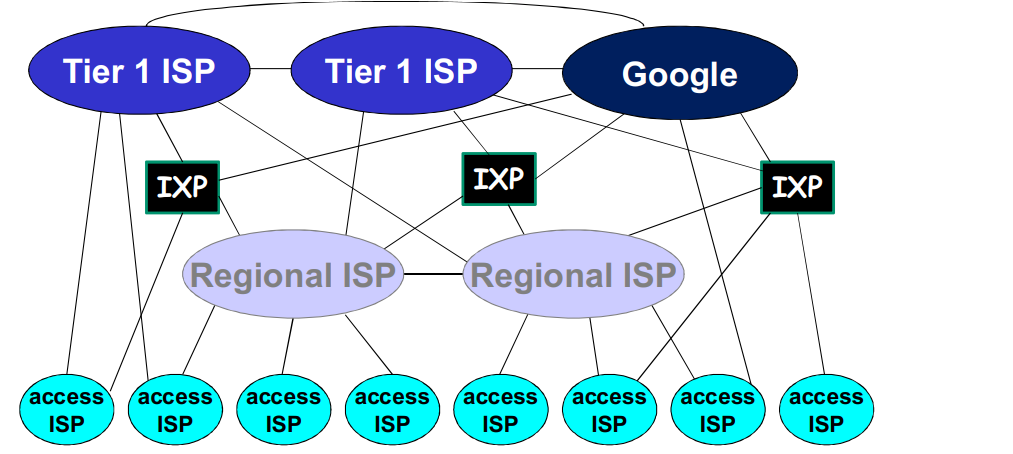 Tier 1 ISP
Tier 1 ISP
Google
IXP
IXP
IXP
Regional ISP
Regional ISP
access
ISP
access
ISP
access
ISP
access
ISP
access
ISP
access
ISP
access
ISP
access
ISP